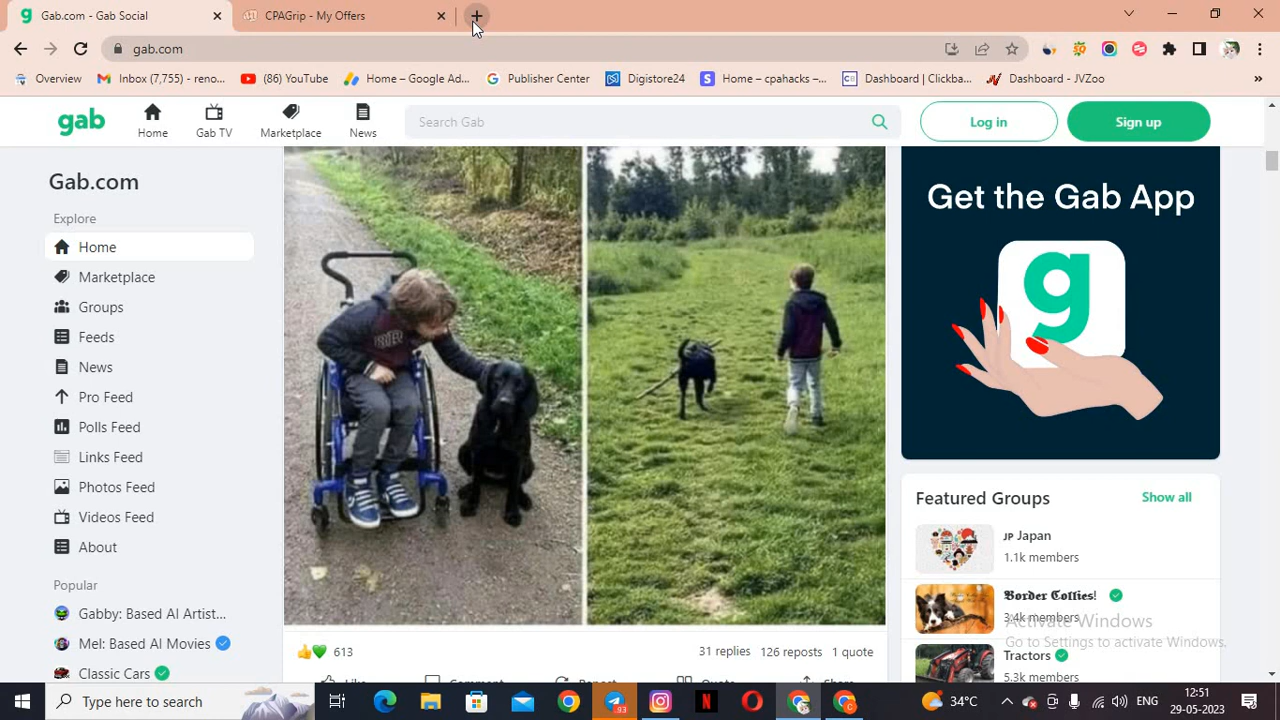 Gab.com - Gab Social
CPAGrip - My Offers
gab.com
Overview
Inbox (7,755) - reno...
(86) YouTube
Home – Google Ad...
Publisher Center
Digistore24
Home – cpahacks
Dashboard | Clickba...
Dashboard - JVZoo
gab
Home
Gab TV
Marketplace
News
Search Gab
Log in
Sign up
Gab.com
Explore
Home
Marketplace
Groups
Feeds
News
Pro Feed
Polls Feed
Links Feed
Photos Feed
Videos Feed
About
Popular
Gabby: Based AI Artist...
Mel: Based AI Movies
Classic Cars
613
31 replies 126 reposts 1 quote
Get the Gab App
g
Featured Groups
Show all
JP Japan
1.1k members
Border Collies!
3.4k members
Tractors
5.3k members
Activate Windows
Go to Settings to activate Windows.
Type here to search
93
34°C
ENG
12:51
29-05-2023